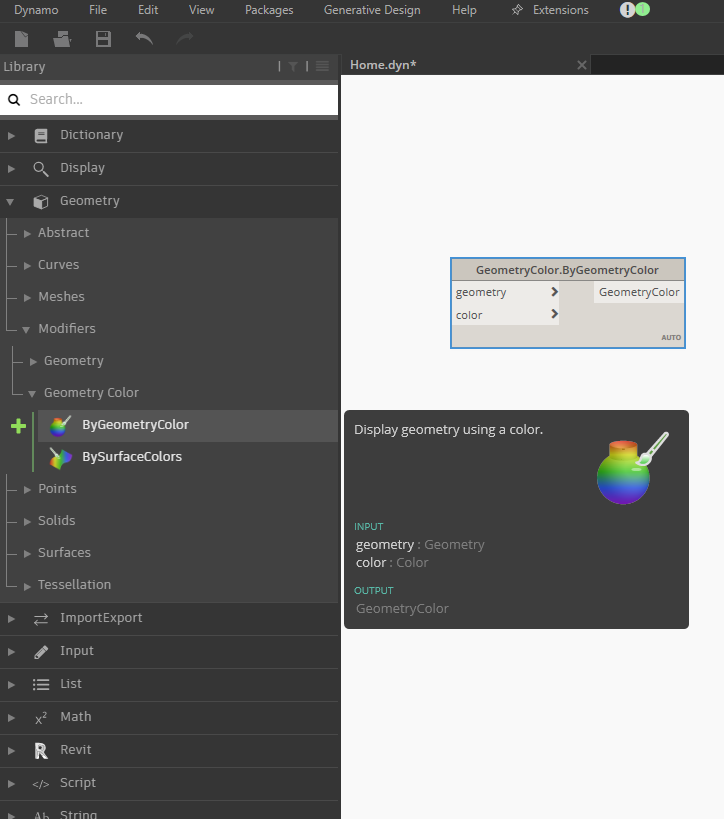 Dynamo File Edit View Packages Generative Design Help Extensions
Library
Home.dyn*
Search...
Dictionary
Display
Geometry
Abstract
Curves
Meshes
Modifiers
Geometry
Geometry Color
ByGeometryColor
BySurfaceColors
Points
Solids
Surfaces
Tessellation
ImportExport
Input
List
x² Math
R Revit
</> Script
Ab String
GeometryColor.ByGeometryColor
geometry > GeometryColor
color >
AUTO
Display geometry using a color.
INPUT
geometry : Geometry
color : Color
OUTPUT
GeometryColor